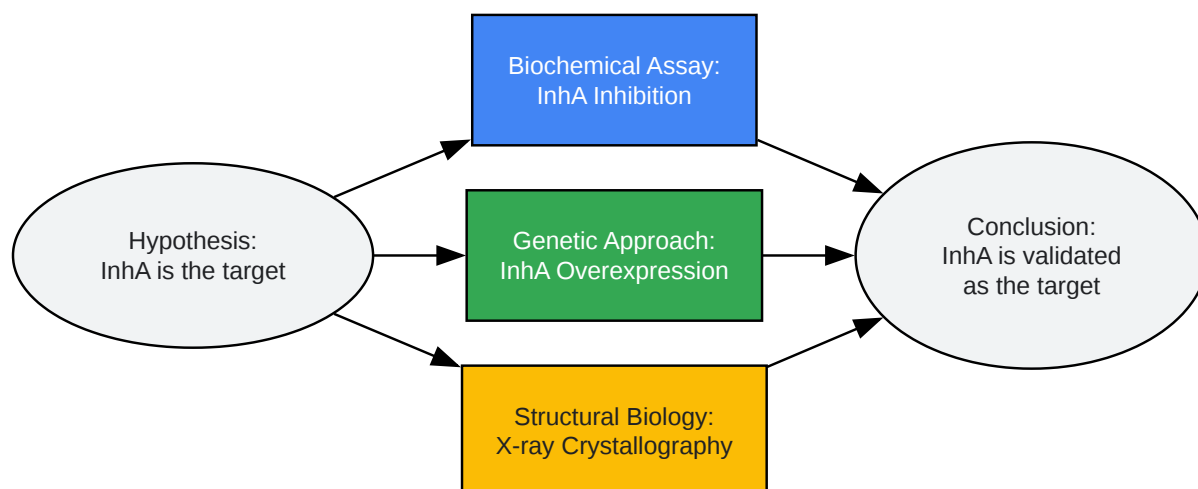 Hypothesis:
InhA is the target
Biochemical Assay:
InhA Inhibition
Genetic Approach:
InhA Overexpression
Structural Biology:
X-ray Crystallography
Conclusion:
InhA is validated
as the target